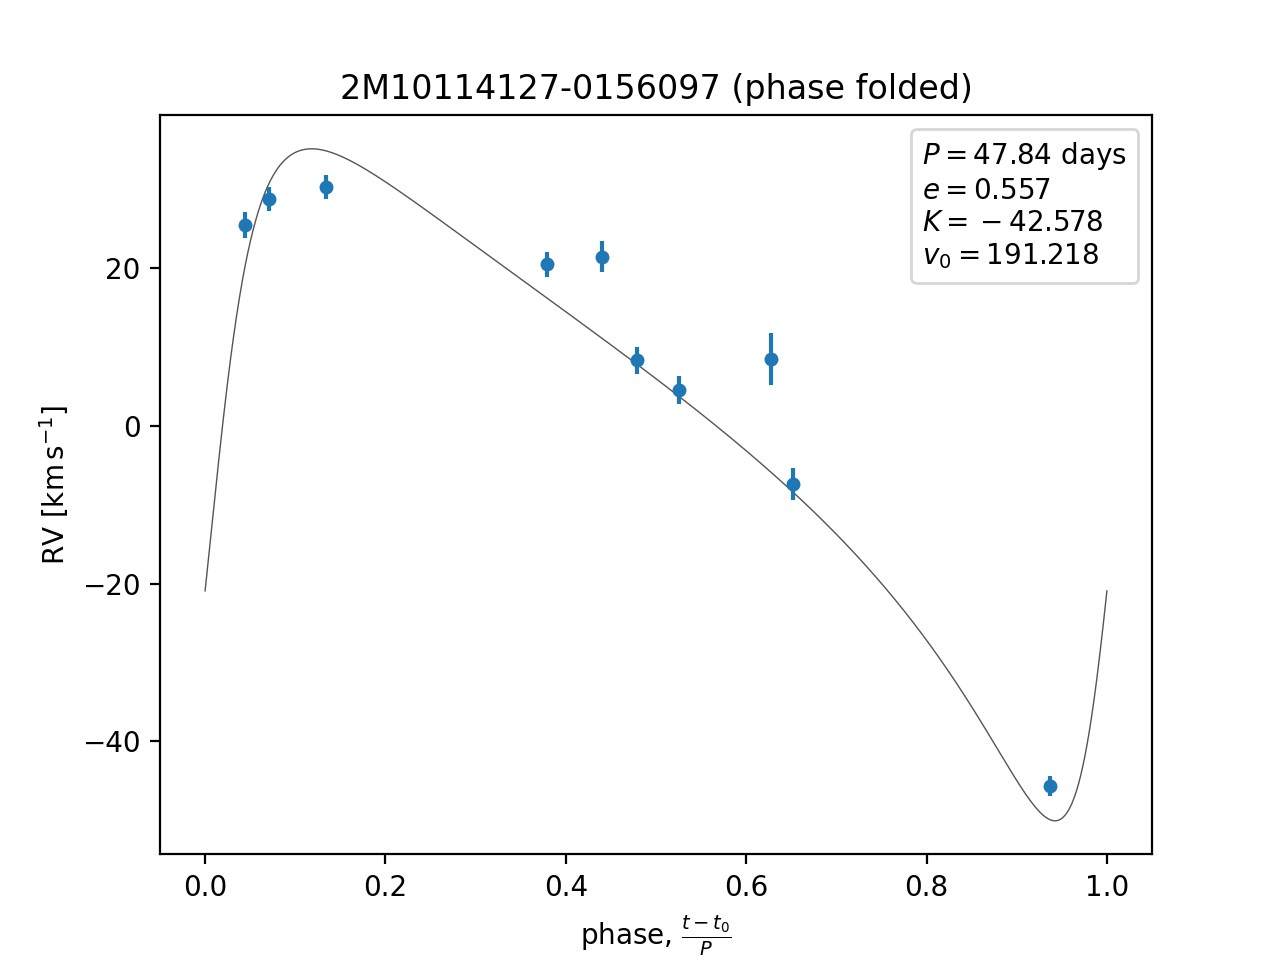 2M10114127-0156097 (phase folded)
P = 47.84 days
e = 0.557
K = −42.578
v₀ = 191.218
RV [km s⁻¹]
20
0
−20
−40
0.0 0.2 0.4 0.6 0.8 1.0
phase, (t − t₀)/P